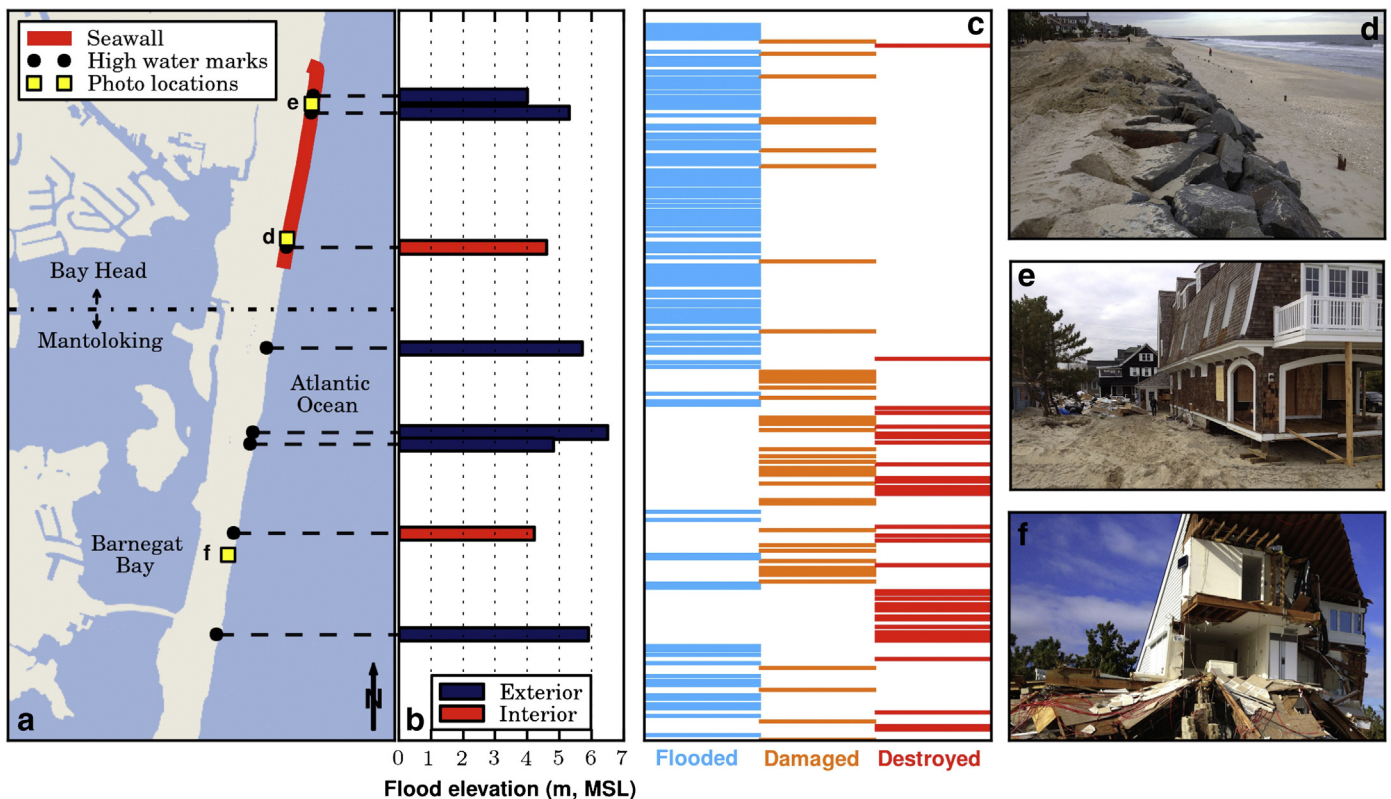 Seawall
High water marks
Photo locations
e
d
Bay Head
Mantoloking
Atlantic
Ocean
Barnegat
Bay
f
N
a
b
Exterior
Interior
0 1 2 3 4 5 6 7
Flood elevation (m, MSL)
c
Flooded Damaged Destroyed
d
e
f